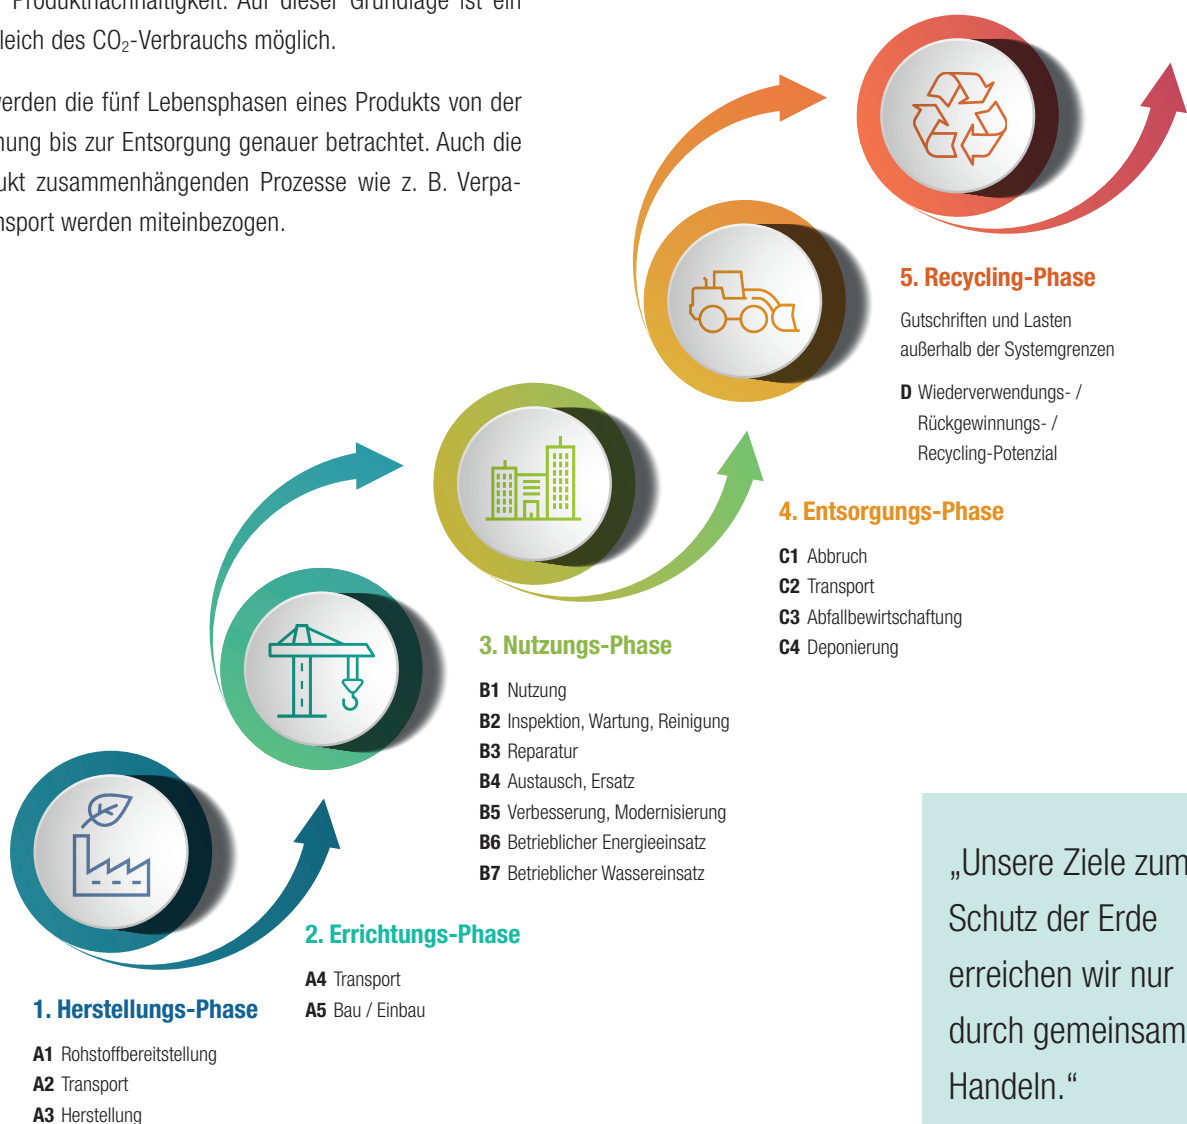 Produktnachhaltigkeit. Auf dieser Grundlage ist ein
gleich des CO₂-Verbrauchs möglich.
werden die fünf Lebensphasen eines Produkts von der
nung bis zur Entsorgung genauer betrachtet. Auch die
ukt zusammenhängenden Prozesse wie z. B. Verpa-
nsport werden miteinbezogen.
5. Recycling-Phase
Gutschriften und Lasten
außerhalb der Systemgrenzen
D Wiederverwendungs- /
Rückgewinnungs- /
Recycling-Potenzial
4. Entsorgungs-Phase
C1 Abbruch
C2 Transport
C3 Abfallbewirtschaftung
C4 Deponierung
3. Nutzungs-Phase
B1 Nutzung
B2 Inspektion, Wartung, Reinigung
B3 Reparatur
B4 Austausch, Ersatz
B5 Verbesserung, Modernisierung
B6 Betrieblicher Energieeinsatz
B7 Betrieblicher Wassereinsatz
2. Errichtungs-Phase
A4 Transport
A5 Bau / Einbau
1. Herstellungs-Phase
A1 Rohstoffbereitstellung
A2 Transport
A3 Herstellung
„Unsere Ziele zum
Schutz der Erde
erreichen wir nur
durch gemeinsam
Handeln.“